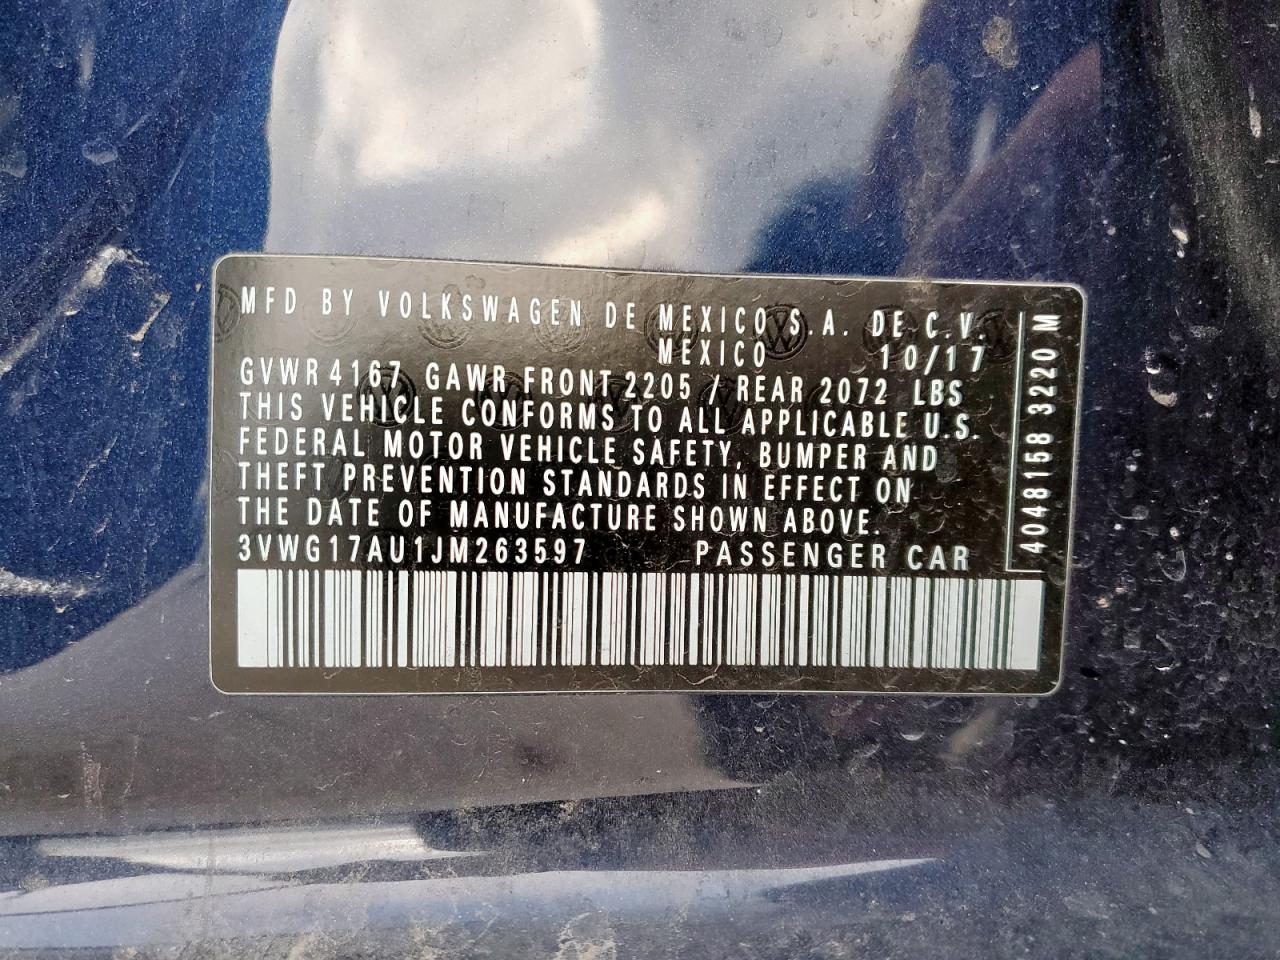 MFD BY VOLKSWAGEN DE MEXICO S.A. DE C.V.
MEXICO 10/17
GVWR 4167, GAWR FRONT 2205 / REAR 2072 LBS
THIS VEHICLE CONFORMS TO ALL APPLICABLE U.S.
FEDERAL MOTOR VEHICLE SAFETY, BUMPER AND
THEFT PREVENTION STANDARDS IN EFFECT ON
THE DATE OF MANUFACTURE SHOWN ABOVE.
3VWG17AU1JM263597 PASSENGER CAR
4048158 3220 M